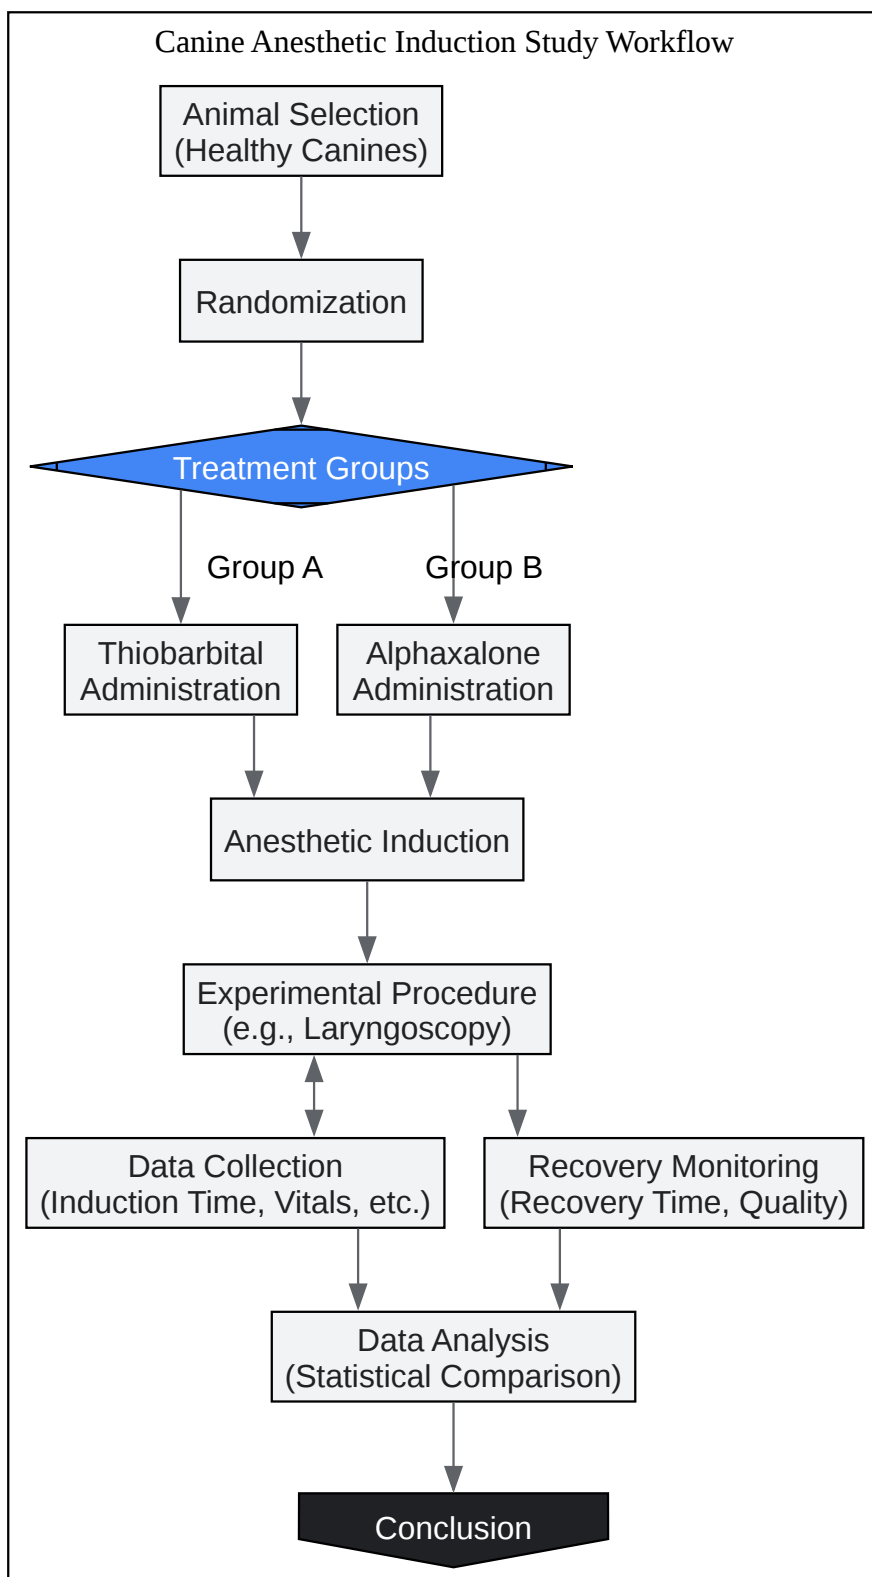 Canine Anesthetic Induction Study Workflow
Animal Selection
(Healthy Canines)
Randomization
Treatment Groups
Group A
Group B
Thiobarbital
Administration
Alphaxalone
Administration
Anesthetic Induction
Experimental Procedure
(e.g., Laryngoscopy)
Data Collection
(Induction Time, Vitals, etc.)
Recovery Monitoring
(Recovery Time, Quality)
Data Analysis
(Statistical Comparison)
Conclusion